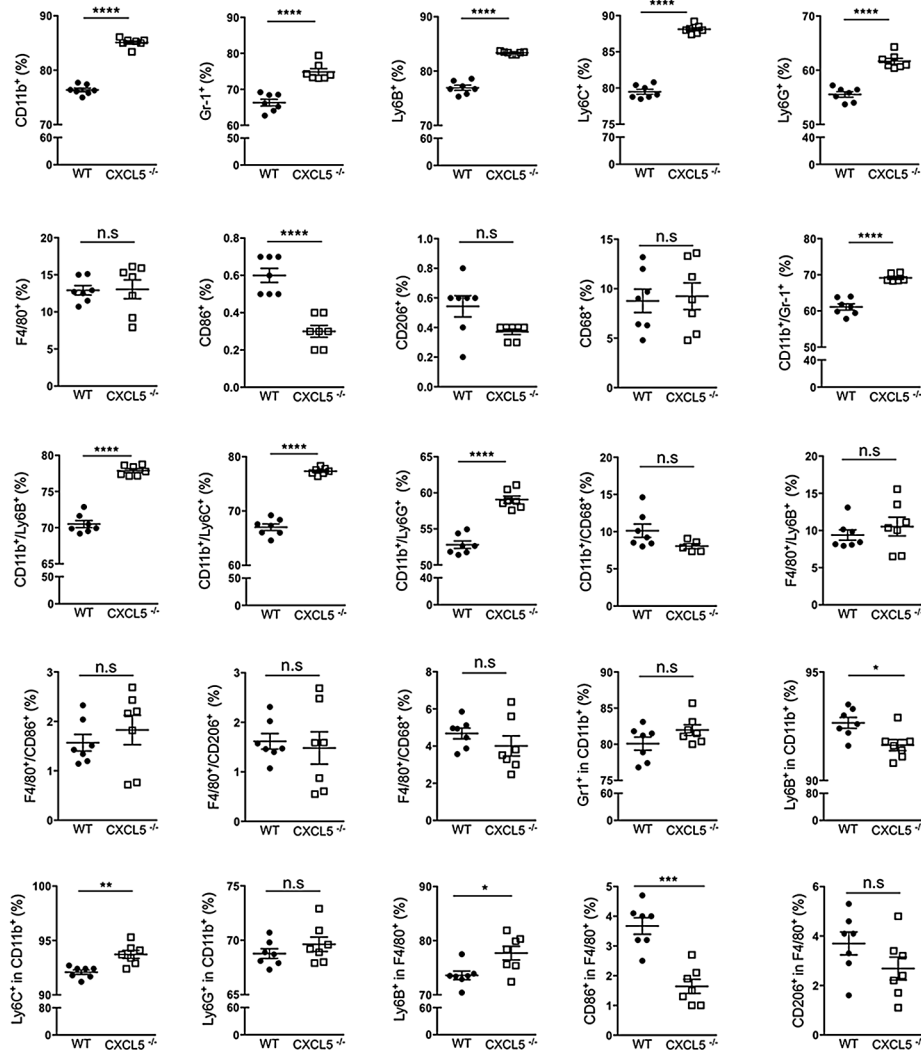 ****
CD11b⁺ (%)
90
80
70
60
0
WT CXCL5 -/-
****
Gr-1⁺ (%)
90
80
70
60
50
0
WT CXCL5 -/-
****
Ly6B⁺ (%)
90
80
70
60
0
WT CXCL5 -/-
****
Ly6C⁺ (%)
90
85
80
75
70
0
WT CXCL5 -/-
****
Ly6G⁺ (%)
70
60
50
40
0
WT CXCL5 -/-
n.s
F4/80⁺ (%)
20
15
10
5
0
WT CXCL5 -/-
****
CD86⁺ (%)
0.8
0.6
0.4
0.2
0.0
WT CXCL5 -/-
n.s
CD206⁺ (%)
1.0
0.8
0.6
0.4
0.2
0.0
WT CXCL5 -/-
n.s
CD68⁺ (%)
15
10
5
0
WT CXCL5 -/-
****
CD11b⁺/Gr-1⁺ (%)
80
70
60
50
40
0
WT CXCL5 -/-
****
CD11b⁺/Ly6B⁺ (%)
80
75
70
65
50
0
WT CXCL5 -/-
****
CD11b⁺/Ly6C⁺ (%)
80
70
60
50
0
WT CXCL5 -/-
****
CD11b⁺/Ly6G⁺ (%)
65
60
55
50
40
0
WT CXCL5 -/-
n.s
CD11b⁺/CD68⁺ (%)
20
15
10
5
0
WT CXCL5 -/-
n.s
F4/80⁺/Ly6B⁺ (%)
20
15
10
5
0
WT CXCL5 -/-
n.s
F4/80⁺/CD86⁺ (%)
3
2
1
0
WT CXCL5 -/-
n.s
F4/80⁺/CD206⁺ (%)
3
2
1
0
WT CXCL5 -/-
n.s
F4/80⁺/CD68⁺ (%)
8
6
4
2
0
WT CXCL5 -/-
n.s
Gr1⁺ in CD11b⁺ (%)
90
85
80
75
60
0
WT CXCL5 -/-
*
Ly6B⁺ in CD11b⁺ (%)
95
90
80
0
WT CXCL5 -/-
**
Ly6C⁺ in CD11b⁺ (%)
100
95
90
80
0
WT CXCL5 -/-
n.s
Ly6G⁺ in CD11b⁺ (%)
75
70
65
60
0
WT CXCL5 -/-
*
Ly6B⁺ in F4/80⁺ (%)
90
80
70
60
0
WT CXCL5 -/-
***
CD86⁺ in F4/80⁺ (%)
5
4
3
2
1
0
WT CXCL5 -/-
n.s
CD206⁺ in F4/80⁺ (%)
6
4
2
0
WT CXCL5 -/-